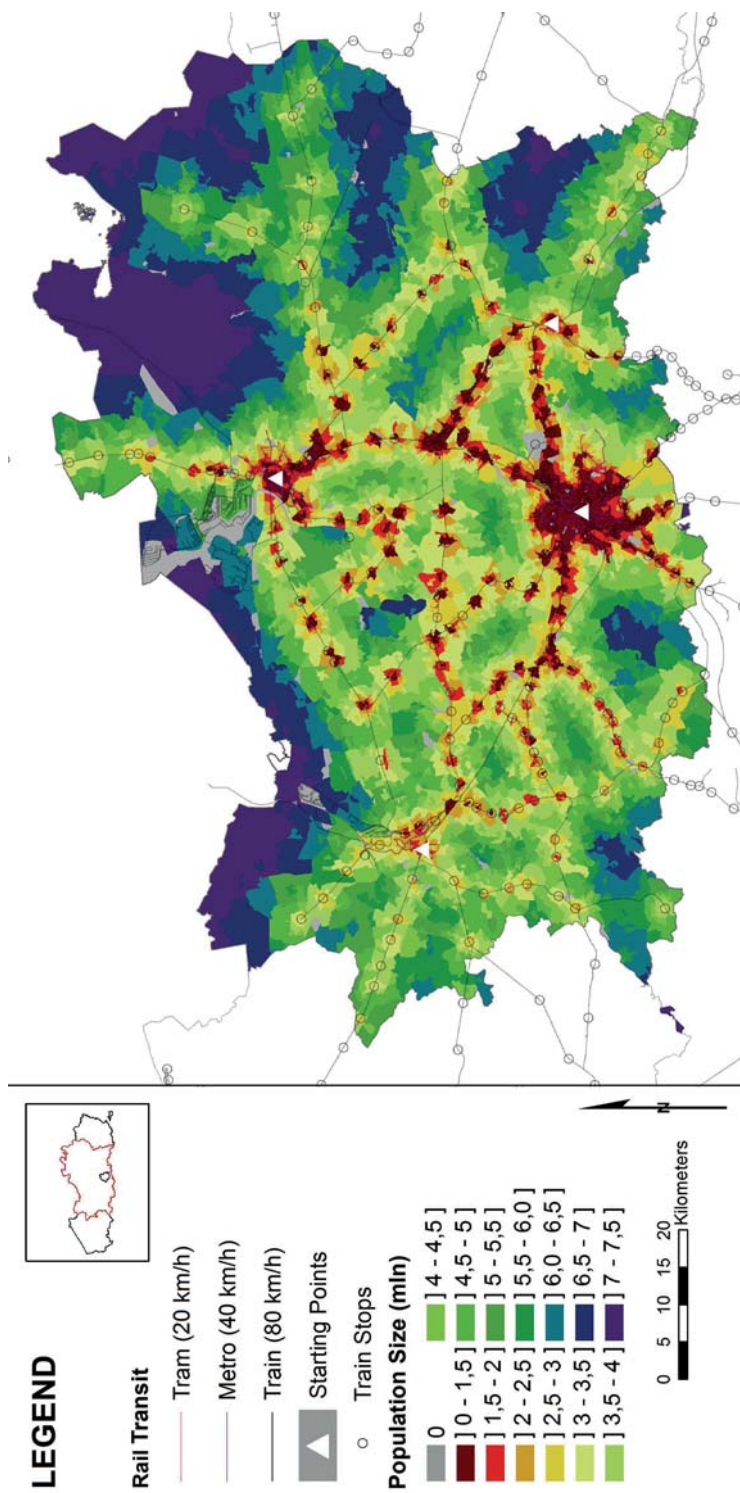 LEGEND
Rail Transit
Tram (20 km/h)
Metro (40 km/h)
Train (80 km/h)
Starting Points
Train Stops
Population Size (mln)
0
] 0 - 1,5 ]
] 1,5 - 2 ]
] 2 - 2,5 ]
] 2,5 - 3 ]
] 3 - 3,5 ]
] 3,5 - 4 ]
] 4 - 4,5 ]
] 4,5 - 5 ]
] 5 - 5,5 ]
] 5,5 - 6,0 ]
] 6,0 - 6,5 ]
] 6,5 - 7 ]
] 7 - 7,5 ]
0 5 10 15 20
Kilometers
N